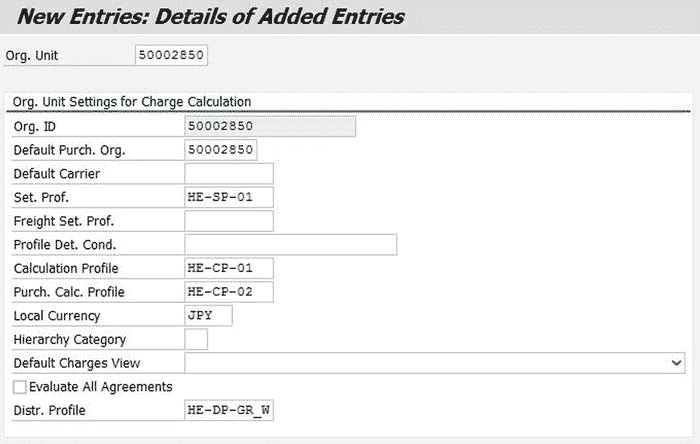 New Entries: Details of Added Entries
Org. Unit 50002850
Org. Unit Settings for Charge Calculation
Org. ID 50002850
Default Purch. Org. 50002850
Default Carrier
Set. Prof. HE-SP-01
Freight Set. Prof.
Profile Det. Cond.
Calculation Profile HE-CP-01
Purch. Calc. Profile HE-CP-02
Local Currency JPY
Hierarchy Category
Default Charges View
Evaluate All Agreements
Distr. Profile HE-DP-GR_W